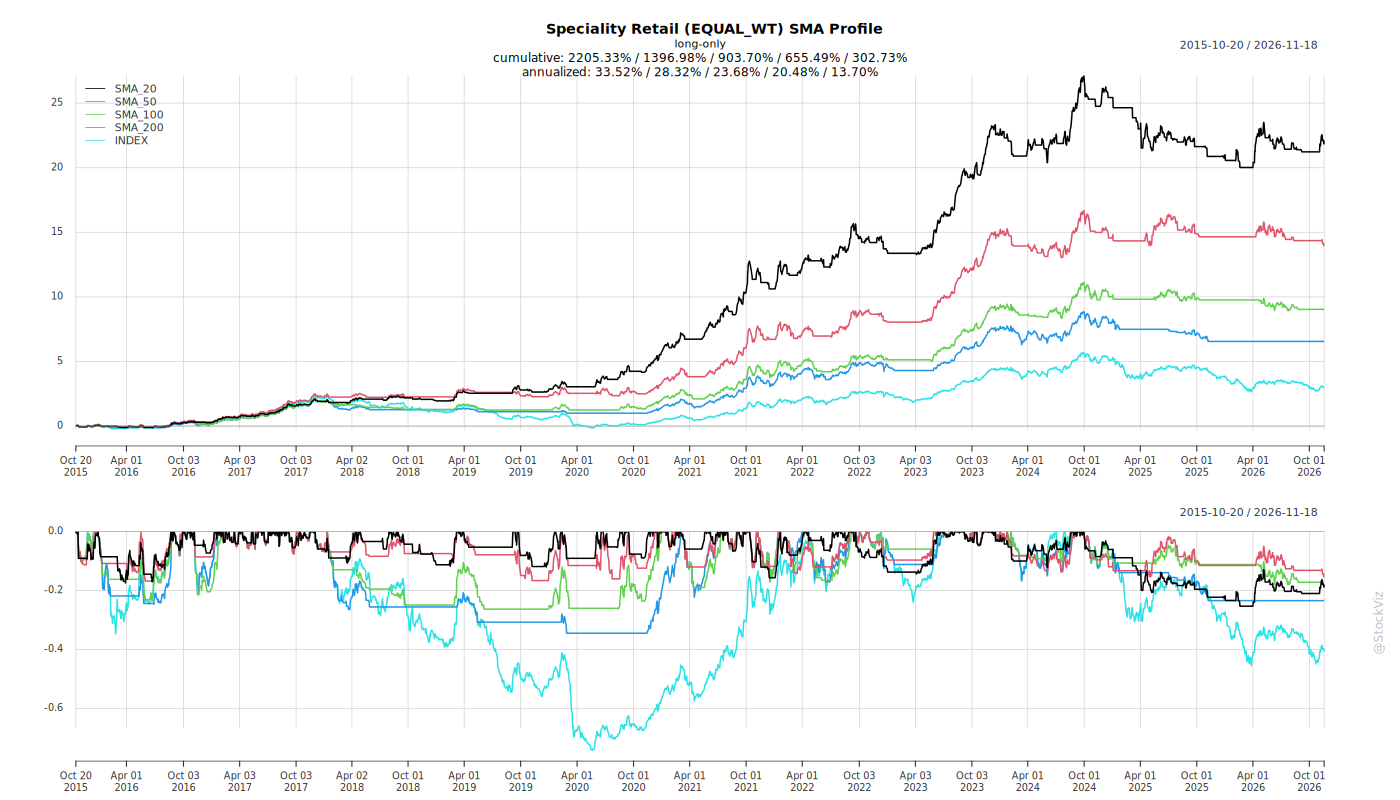 Speciality Retail (EQUAL_WT) SMA Profile
long-only
cumulative: 2205.33% / 1396.98% / 903.70% / 655.49% / 302.73%
annualized: 33.52% / 28.32% / 23.68% / 20.48% / 13.70%
2015-10-20 / 2026-11-18
SMA_20
SMA_50
SMA_100
SMA_200
INDEX
25
20
15
10
5
0
Oct 20 Apr 01 Oct 03 Apr 03 Oct 03 Apr 02 Oct 01 Apr 01 Oct 01 Apr 01 Oct 01 Apr 01 Oct 01 Apr 01 Oct 03 Apr 03 Oct 03 Apr 01 Oct 01 Apr 01 Oct 01 Apr 01 Oct 01
2015 2016 2016 2017 2017 2018 2018 2019 2019 2020 2020 2021 2021 2022 2022 2023 2023 2024 2024 2025 2025 2026 2026
2015-10-20 / 2026-11-18
0.0
-0.2
-0.4
-0.6
Oct 20 Apr 01 Oct 03 Apr 03 Oct 03 Apr 02 Oct 01 Apr 01 Oct 01 Apr 01 Oct 01 Apr 01 Oct 01 Apr 01 Oct 03 Apr 03 Oct 03 Apr 01 Oct 01 Apr 01 Oct 01 Apr 01 Oct 01
2015 2016 2016 2017 2017 2018 2018 2019 2019 2020 2020 2021 2021 2022 2022 2023 2023 2024 2024 2025 2025 2026 2026
@StockViz